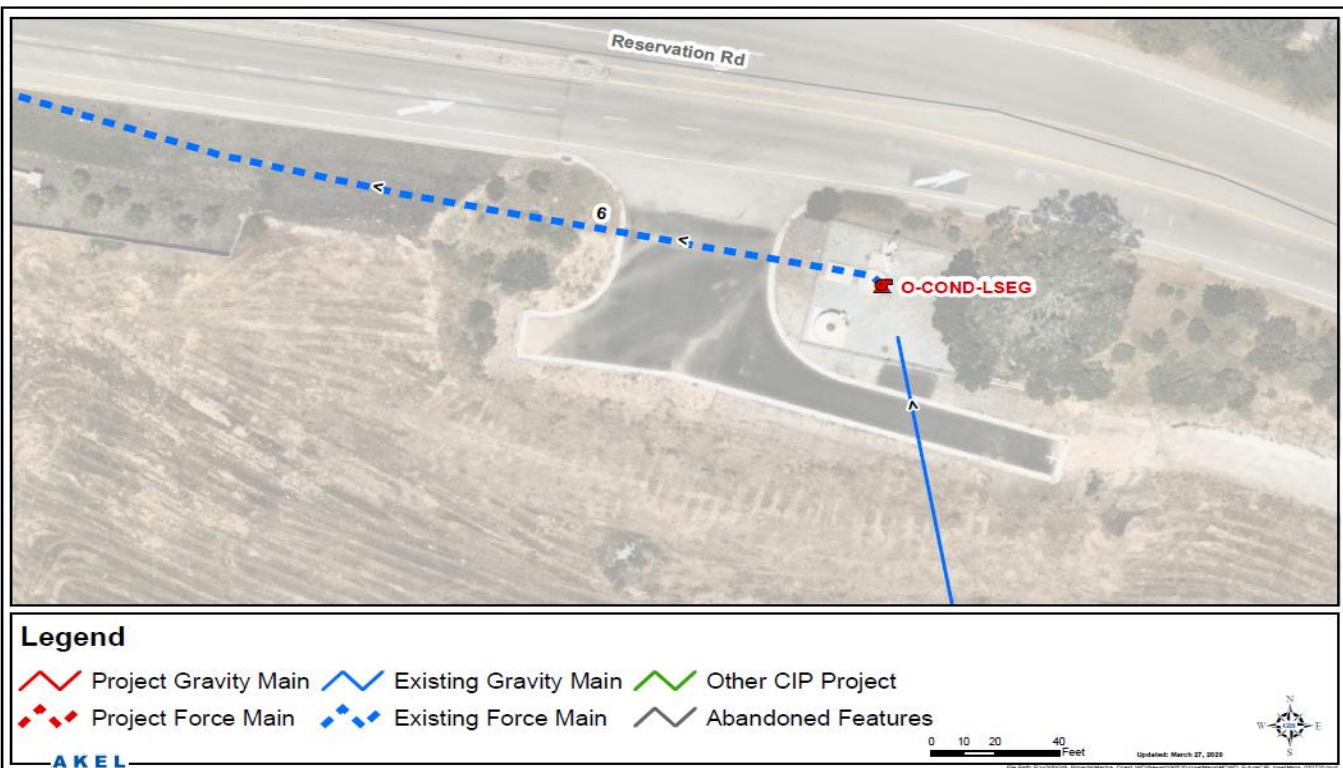 Reservation Rd
<
6
<
O-COND-LSEG
<
Legend
Project Gravity Main Existing Gravity Main Other CIP Project
Project Force Main Existing Force Main Abandoned Features
N
W GIS E
S
0 10 20 40
Feet
Updated: March 27, 2020
AKEL